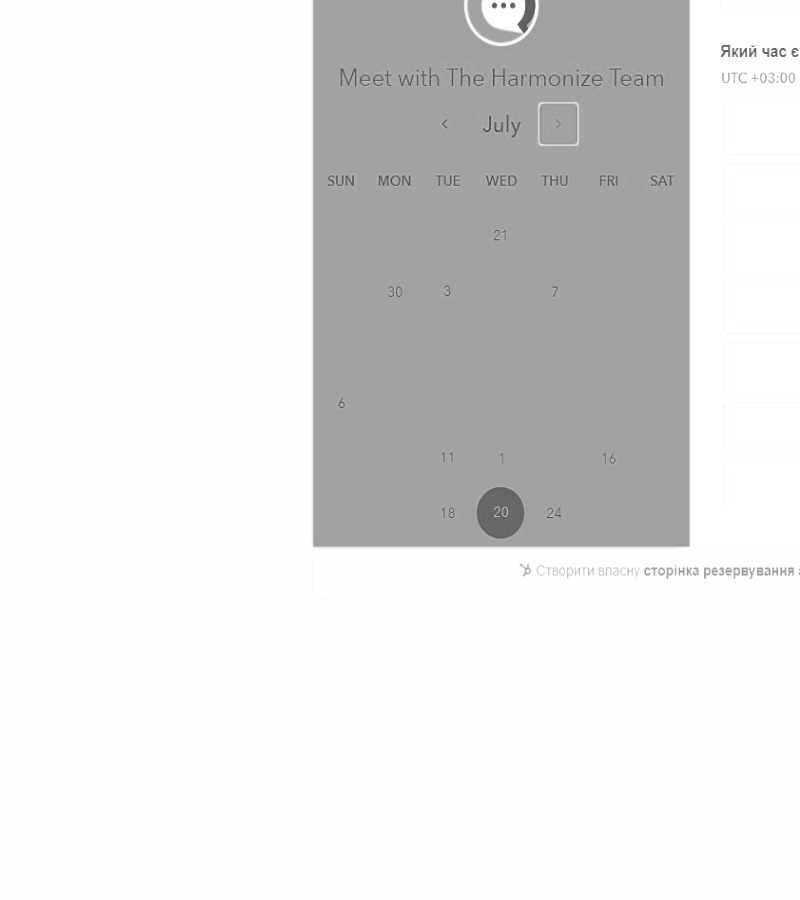 Meet with The Harmonize Team
July
SUN MON TUE WED THU FRI SAT
21
30 3 7
6
11 1 16
18 20 24
Який час є
UTC +03:00
Створити власну сторінка резервування